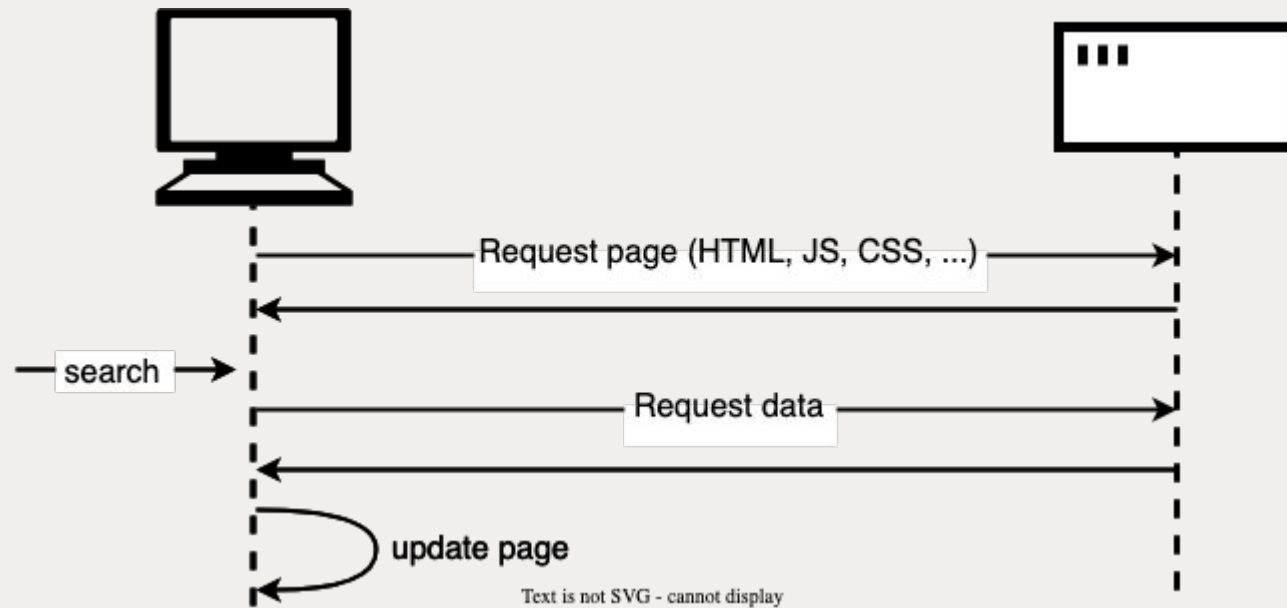 Request page (HTML, JS, CSS, ...)
search
Request data
update page
Text is not SVG - cannot display